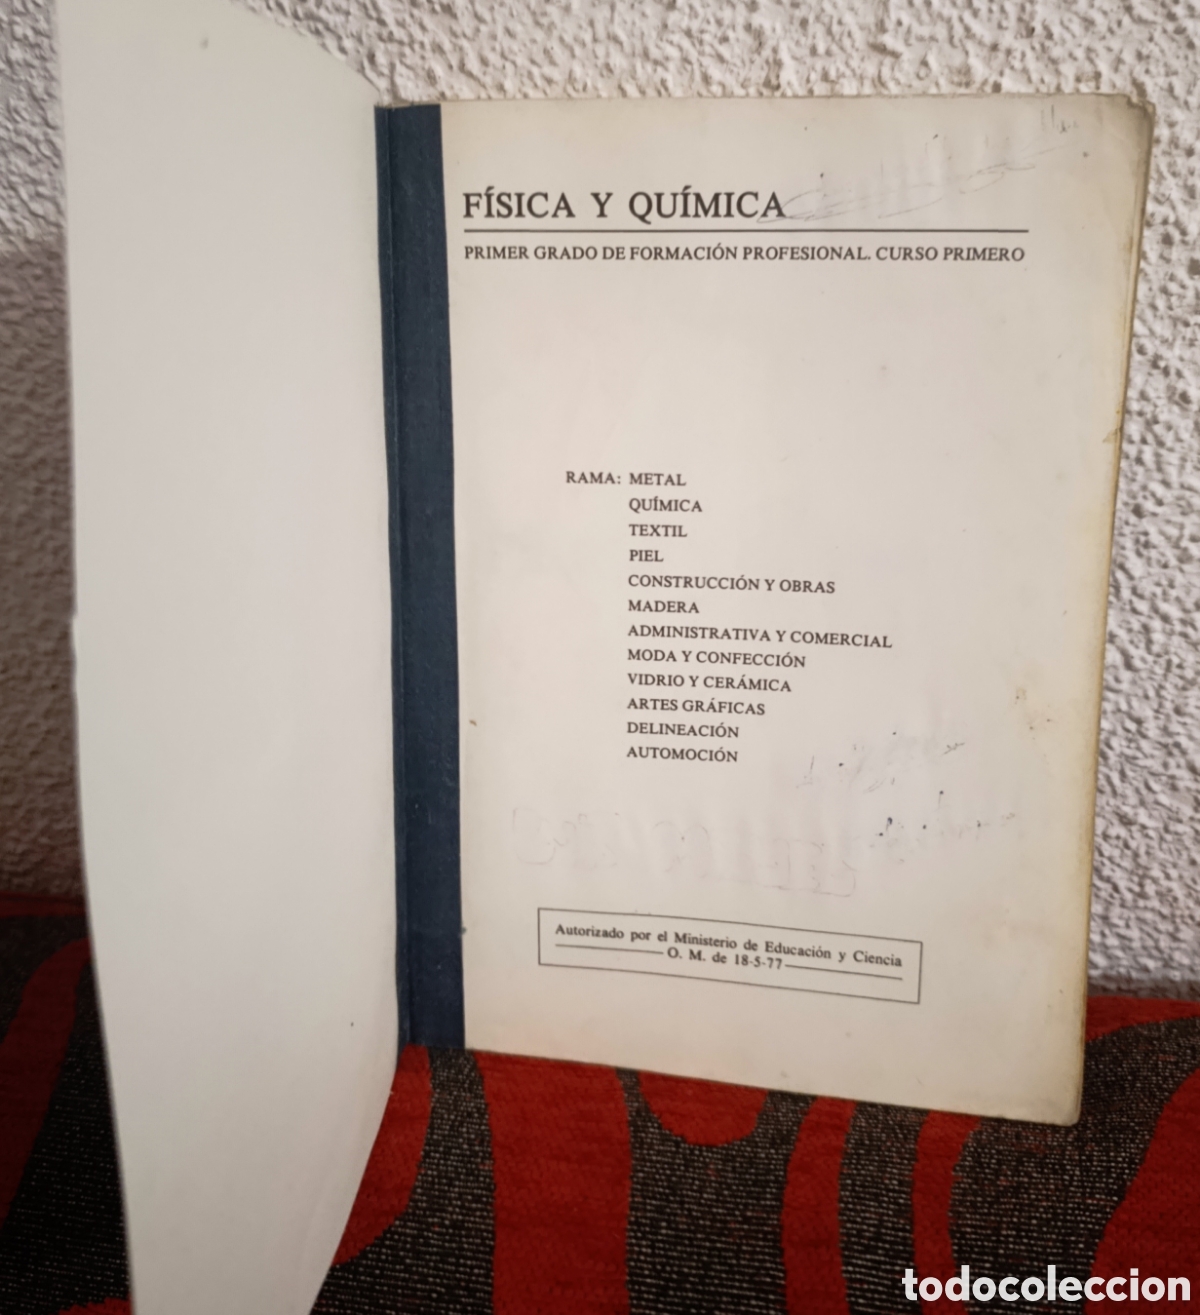 FÍSICA Y QUÍMICA
PRIMER GRADO DE FORMACIÓN PROFESIONAL. CURSO PRIMERO
RAMA: METAL
QUÍMICA
TEXTIL
PIEL
CONSTRUCCIÓN Y OBRAS
MADERA
ADMINISTRATIVA Y COMERCIAL
MODA Y CONFECCIÓN
VIDRIO Y CERÁMICA
ARTES GRÁFICAS
DELINEACIÓN
AUTOMOCIÓN
Autorizado por el Ministerio de Educación y Ciencia
O. M. de 18-5-77
todocoleccion